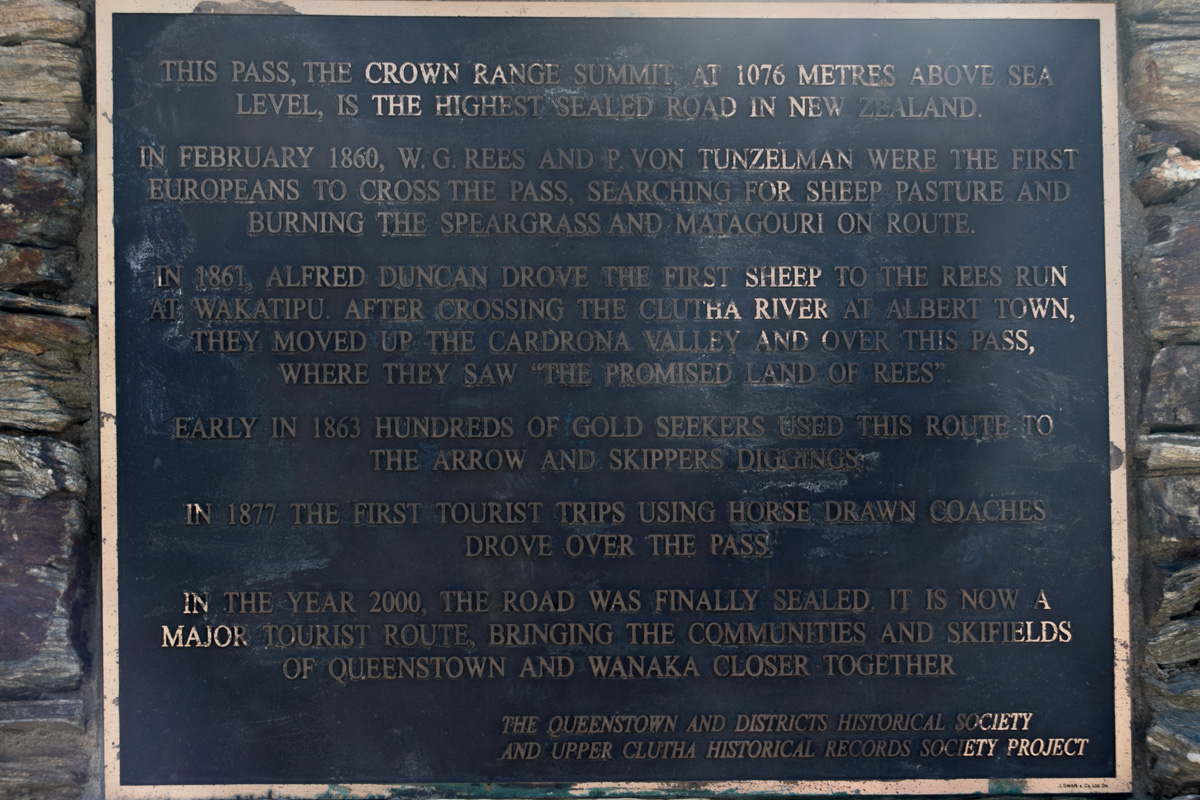 THIS PASS, THE CROWN RANGE SUMMIT, AT 1076 METRES ABOVE SEA
LEVEL, IS THE HIGHEST SEALED ROAD IN NEW ZEALAND.
IN FEBRUARY 1860, W. G. REES AND P. VON TUNZELMAN WERE THE FIRST
EUROPEANS TO CROSS THE PASS, SEARCHING FOR SHEEP PASTURE AND
BURNING THE SPEARGRASS AND MATAGOURI ON ROUTE.
IN 1861, ALFRED DUNCAN DROVE THE FIRST SHEEP TO THE REES RUN
AT WAKATIPU. AFTER CROSSING THE CLUTHA RIVER AT ALBERT TOWN,
THEY MOVED UP THE CARDRONA VALLEY AND OVER THIS PASS,
WHERE THEY SAW “THE PROMISED LAND OF REES”.
EARLY IN 1863 HUNDREDS OF GOLD SEEKERS USED THIS ROUTE TO
THE ARROW AND SKIPPERS DIGGINGS.
IN 1877 THE FIRST TOURIST TRIPS USING HORSE DRAWN COACHES
DROVE OVER THE PASS.
IN THE YEAR 2000, THE ROAD WAS FINALLY SEALED. IT IS NOW A
MAJOR TOURIST ROUTE, BRINGING THE COMMUNITIES AND SKIFIELDS
OF QUEENSTOWN AND WANAKA CLOSER TOGETHER
THE QUEENSTOWN AND DISTRICTS HISTORICAL SOCIETY
AND UPPER CLUTHA HISTORICAL RECORDS SOCIETY PROJECT